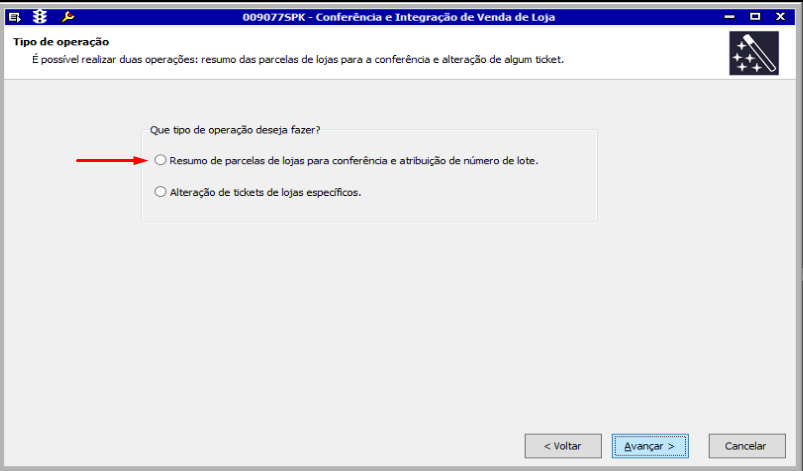 009077SPK - Conferência e Integração de Venda de Loja
Tipo de operação
É possível realizar duas operações: resumo das parcelas de lojas para a conferência e alteração de algum ticket.
Que tipo de operação deseja fazer?
Resumo de parcelas de lojas para conferência e atribuição de número de lote.
Alteração de tickets de lojas específicos.
< Voltar
Avançar >
Cancelar